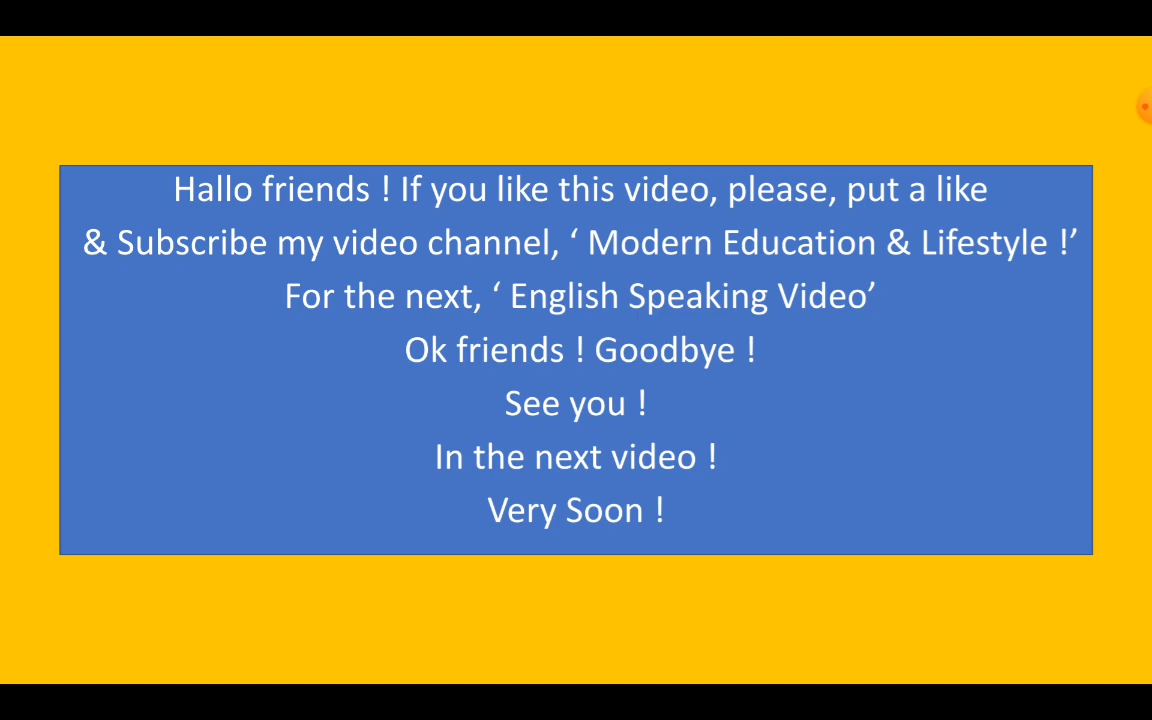 Hallo friends ! If you like this video, please, put a like
& Subscribe my video channel, ‘ Modern Education & Lifestyle !’
For the next, ‘ English Speaking Video’
Ok friends ! Goodbye !
See you !
In the next video !
Very Soon !